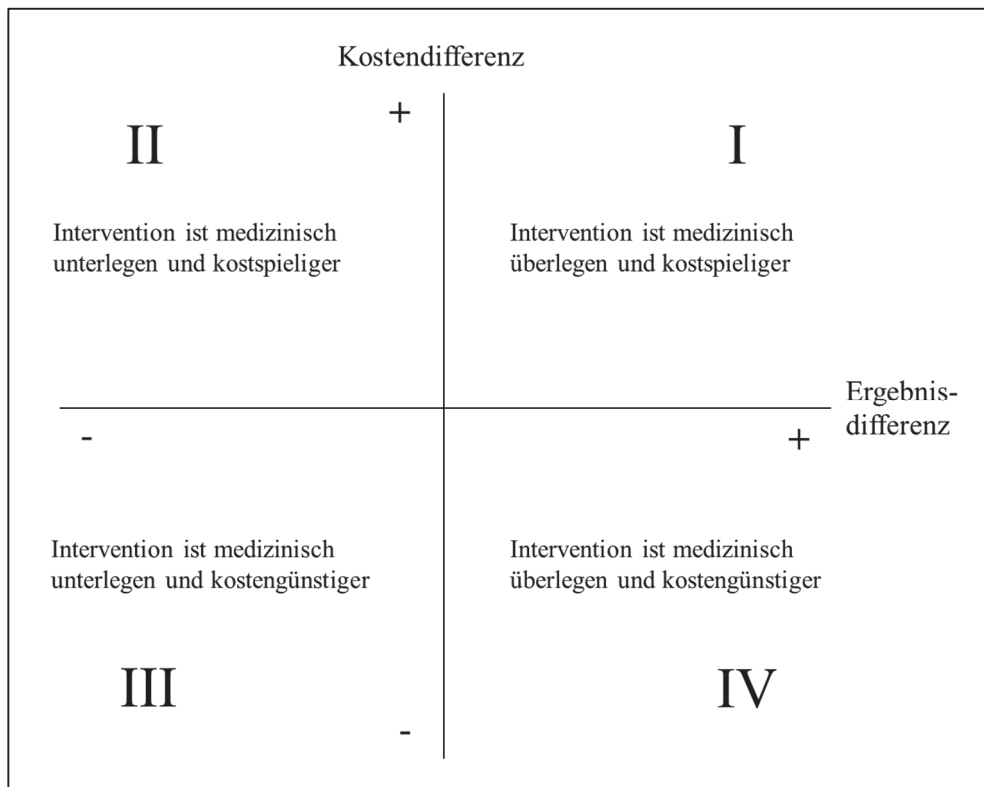 Kostendifferenz
+
II
I
Intervention ist medizinisch
unterlegen und kostspieliger
Intervention ist medizinisch
überlegen und kostspieliger
Ergebnis-
differenz
-
+
Intervention ist medizinisch
unterlegen und kostengünstiger
Intervention ist medizinisch
überlegen und kostengünstiger
III
IV
-